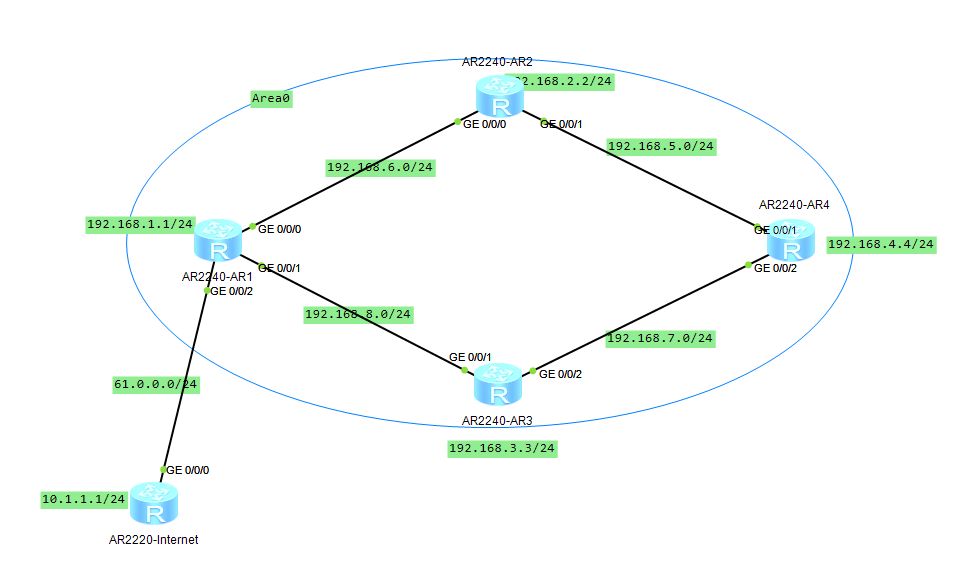 AR2240-AR2
2.168.2.2/24
Area0
R
GE 0/0/0
GE 0/0/1
192.168.5.0/24
192.168.6.0/24
AR2240-AR4
192.168.1.1/24
GE 0/0/0
GE 0/0/1
R
192.168.4.4/24
R
AR2240-AR1
GE 0/0/1
GE 0/0/2
GE 0/0/2
192.168.8.0/24
192.168.7.0/24
GE 0/0/1
GE 0/0/2
R
61.0.0.0/24
AR2240-AR3
192.168.3.3/24
GE 0/0/0
10.1.1.1/24
R
AR2220-Internet